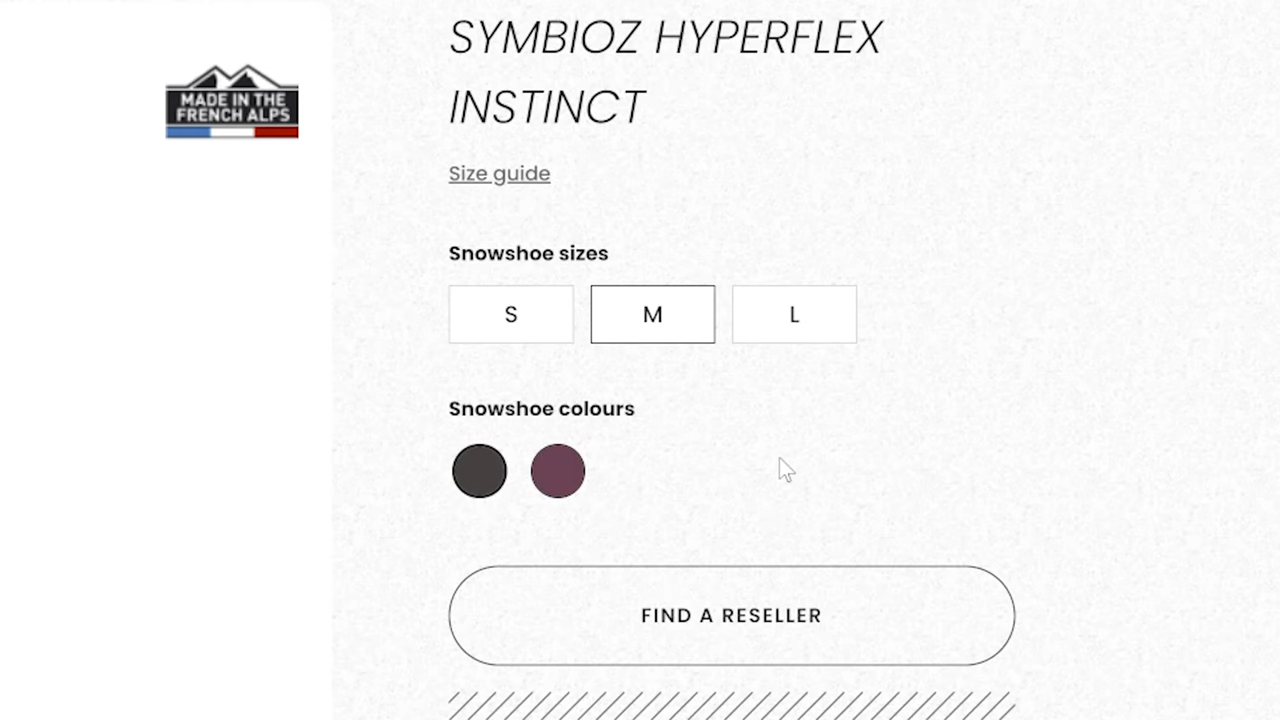 MADE IN THE
FRENCH ALPS
SYMBIOZ HYPERFLEX
INSTINCT
Size guide
Snowshoe sizes
S M L
Snowshoe colours
FIND A RESELLER